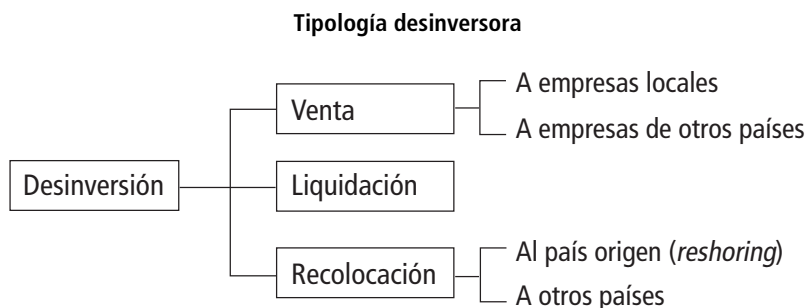 Tipología desinversora
A empresas locales
Venta
A empresas de otros países
Desinversión
Liquidación
Al país origen (reshoring)
Recolocación
A otros países